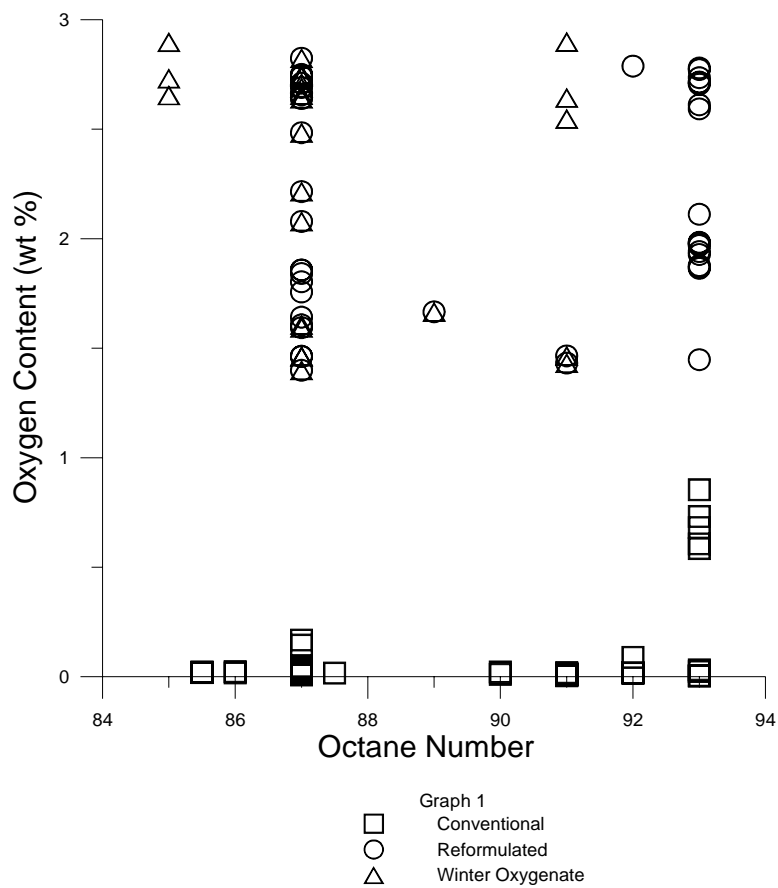 3
2
1
0
Oxygen Content (wt %)
84 86 88 90 92 94
Octane Number
Graph 1
Conventional
Reformulated
Winter Oxygenate